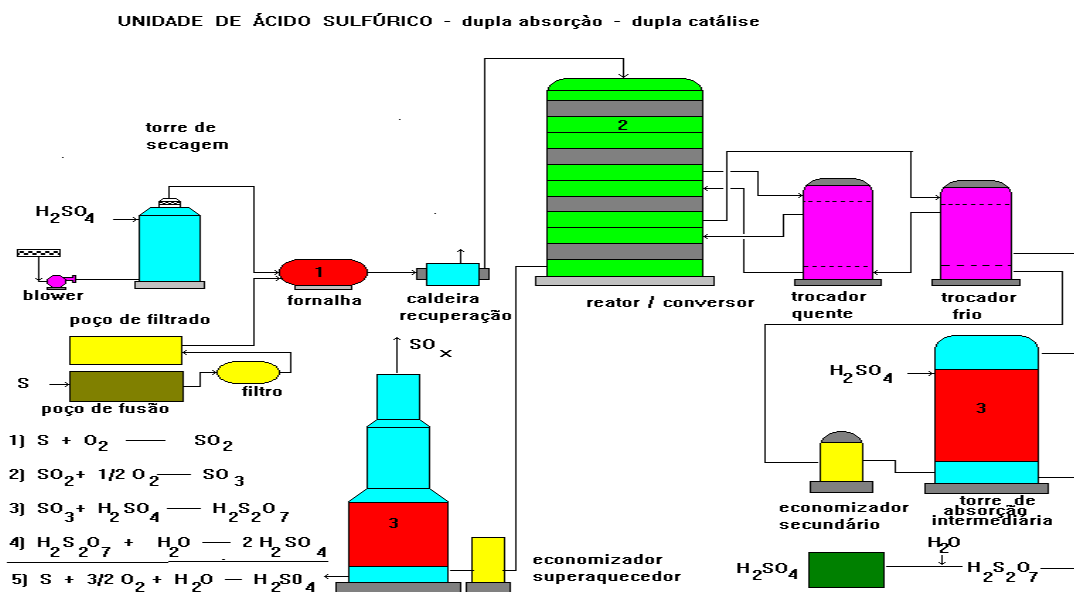 UNIDADE DE ÁCIDO SULFÚRICO - dupla absorçào - dupla catálise
torre de
secagem
H₂SO₄
blower
1
fornalha
caldeira
recuperação
2
reator / conversor
trocador
quente
trocador
frio
poço de filtrado
S
poço de fusão
filtro
SOx
H₂SO₄
3
torre de
absorção
intermediária
economizador
secundário
1) S + O₂ — SO₂
2) SO₂+ 1/2 O₂— SO₃
3) SO₃+ H₂SO₄ — H₂S₂O₇
4) H₂S₂O₇ + H₂O — 2 H₂SO₄
5) S + 3/2 O₂ + H₂O — H₂SO₄
3
economizador
superaquecedor
H₂O
H₂SO₄
H₂S₂O₇